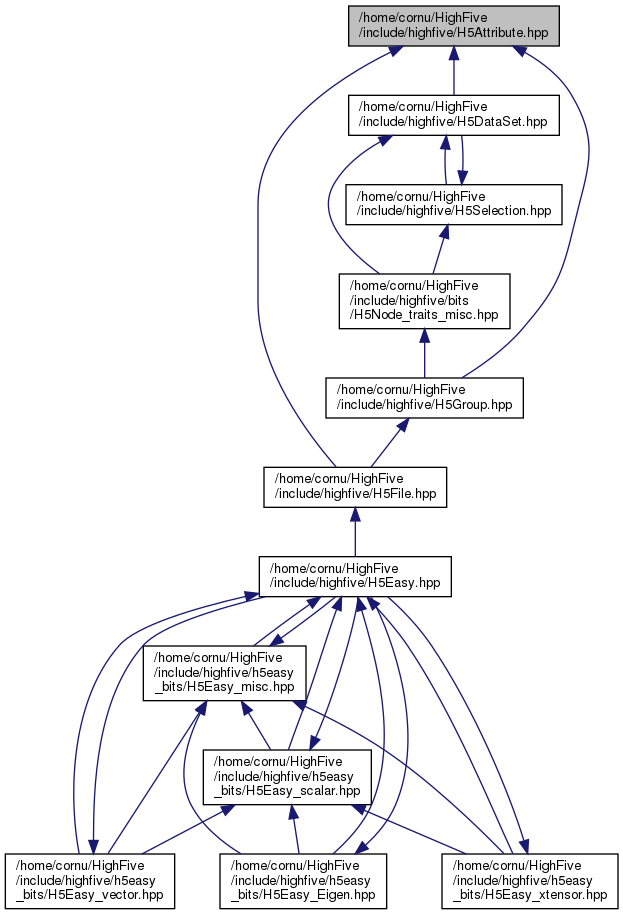 /home/cornu/HighFive
/include/highfive/H5Attribute.hpp
/home/cornu/HighFive
/include/highfive/H5DataSet.hpp
/home/cornu/HighFive
/include/highfive/H5Selection.hpp
/home/cornu/HighFive
/include/highfive/bits
/H5Node_traits_misc.hpp
/home/cornu/HighFive
/include/highfive/H5Group.hpp
/home/cornu/HighFive
/include/highfive/H5File.hpp
/home/cornu/HighFive
/include/highfive/H5Easy.hpp
/home/cornu/HighFive
/include/highfive/h5easy
_bits/H5Easy_misc.hpp
/home/cornu/HighFive
/include/highfive/h5easy
_bits/H5Easy_scalar.hpp
/home/cornu/HighFive
/include/highfive/h5easy
_bits/H5Easy_vector.hpp
/home/cornu/HighFive
/include/highfive/h5easy
_bits/H5Easy_Eigen.hpp
/home/cornu/HighFive
/include/highfive/h5easy
_bits/H5Easy_xtensor.hpp